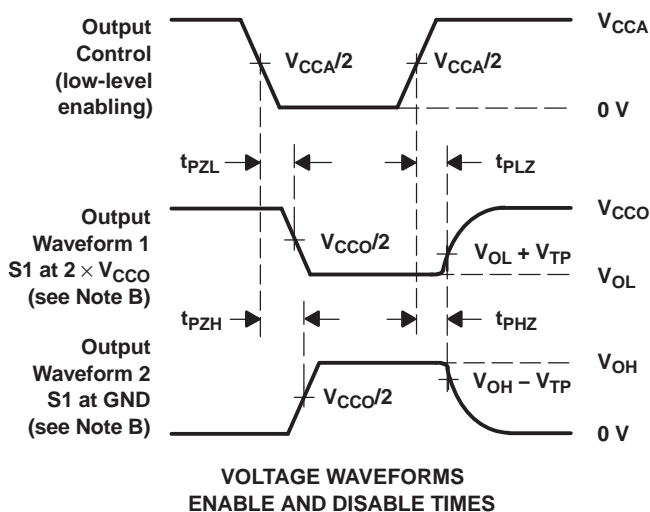 Output
Control
(low-level
enabling)
VCCA/2
VCCA/2
VCCA
0 V
tPZL
tPLZ
Output
Waveform 1
S1 at 2 × VCCO
(see Note B)
VCCO/2
VCCO
VOL + VTP
VOL
tPZH
tPHZ
Output
Waveform 2
S1 at GND
(see Note B)
VCCO/2
VOH
VOH − VTP
0 V
VOLTAGE WAVEFORMS
ENABLE AND DISABLE TIMES